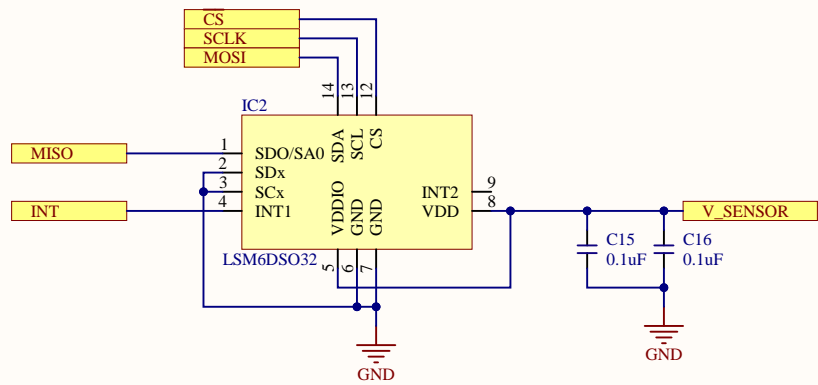 CS
SCLK
MOSI
14
13
12
IC2
MISO
1
SDO/SA0
SDA
SCL
CS
2
SDx
3
SCx
INT2
9
INT
4
INT1
VDDIO
GND
GND
VDD
8
V_SENSOR
C15
0.1uF
C16
0.1uF
LSM6DSO32
5
6
7
GND
GND